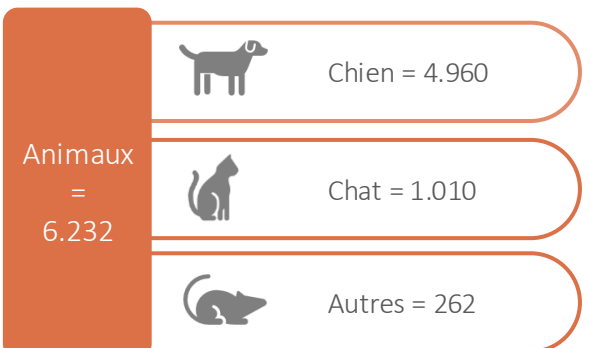 Animaux
=
6.232
Chien = 4.960
Chat = 1.010
Autres = 262